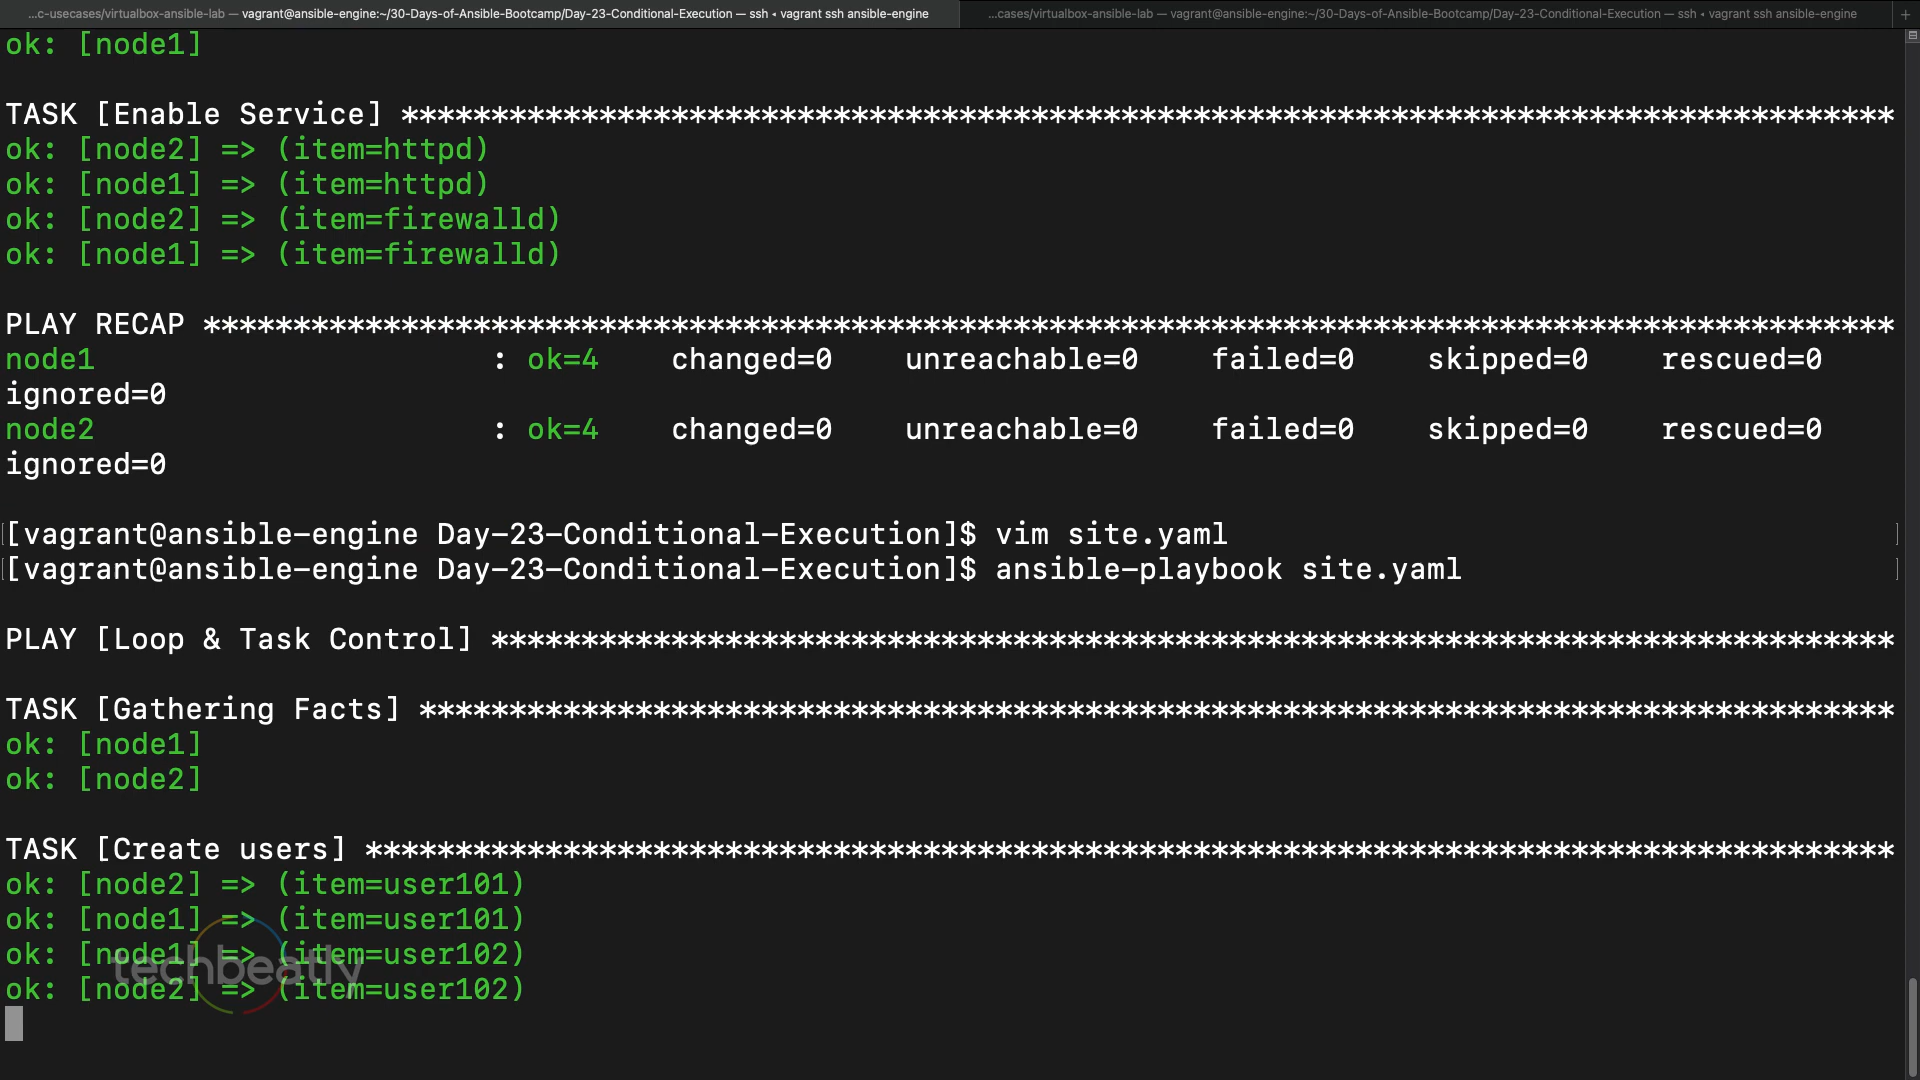 ...c-usecases/virtualbox-ansible-lab — vagrant@ansible-engine:~/30-Days-of-Ansible-Bootcamp/Day-23-Conditional-Execution — ssh • vagrant ssh ansible-engine
...cases/virtualbox-ansible-lab — vagrant@ansible-engine:~/30-Days-of-Ansible-Bootcamp/Day-23-Conditional-Execution — ssh • vagrant ssh ansible-engine
ok: [node1]
TASK [Enable Service] ***********************************************************************************
ok: [node2] => (item=httpd)
ok: [node1] => (item=httpd)
ok: [node2] => (item=firewalld)
ok: [node1] => (item=firewalld)
PLAY RECAP **********************************************************************************************
node1                      : ok=4    changed=0    unreachable=0    failed=0    skipped=0    rescued=0
ignored=0
node2                      : ok=4    changed=0    unreachable=0    failed=0    skipped=0    rescued=0
ignored=0
[vagrant@ansible-engine Day-23-Conditional-Execution]$ vim site.yaml
[vagrant@ansible-engine Day-23-Conditional-Execution]$ ansible-playbook site.yaml
PLAY [Loop & Task Control] ******************************************************************************
TASK [Gathering Facts] **********************************************************************************
ok: [node1]
ok: [node2]
TASK [Create users] *************************************************************************************
ok: [node2] => (item=user101)
ok: [node1] => (item=user101)
ok: [node1] => (item=user102)
ok: [node2] => (item=user102)
techbeatly